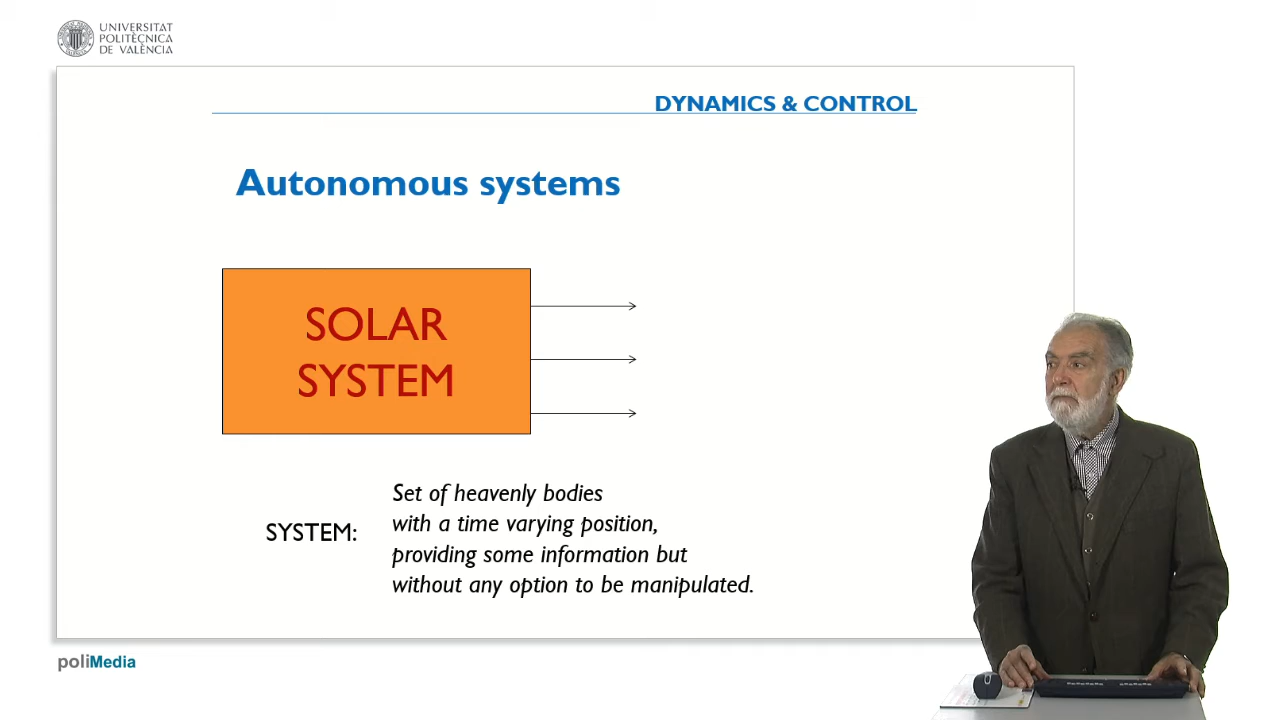 UNIVERSITAT
POLITÈCNICA
DE VALÈNCIA
DYNAMICS & CONTROL
Autonomous systems
SOLAR
SYSTEM
SYSTEM:
Set of heavenly bodies
with a time varying position,
providing some information but
without any option to be manipulated.
poliMedia